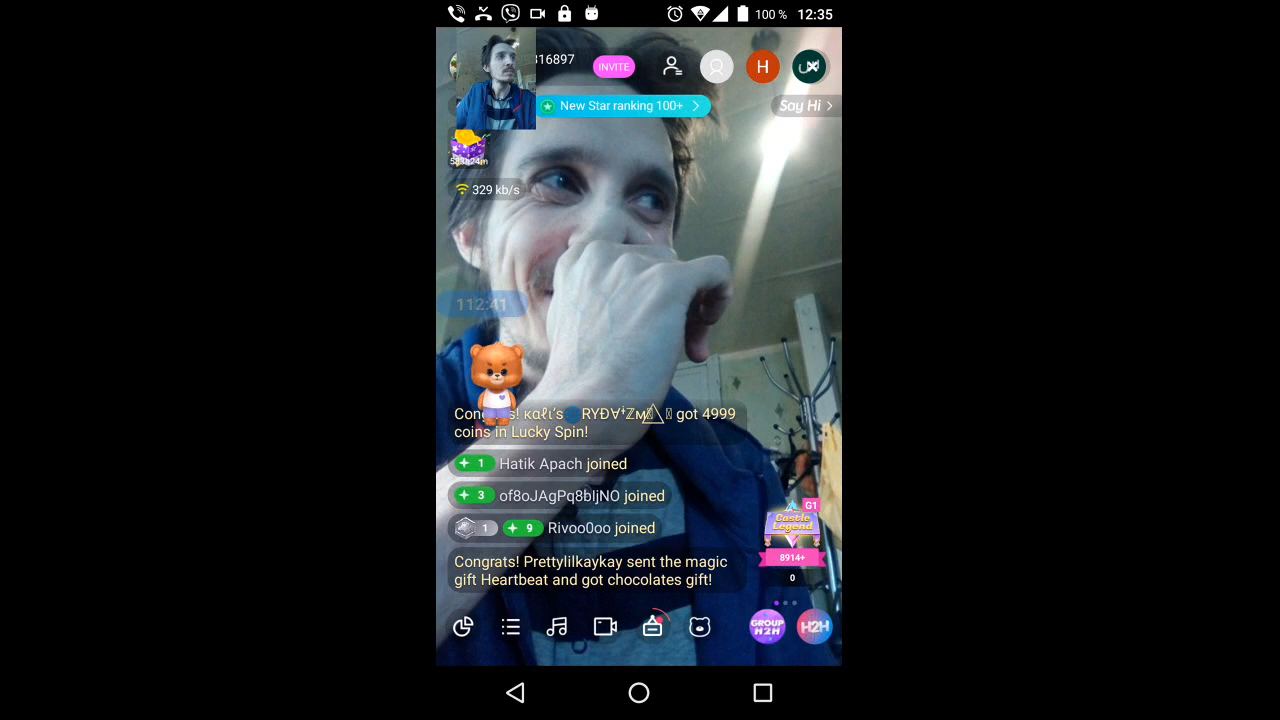 100 %
12:35
316897
INVITE
H
New Star ranking 100+
Say Hi
583h24m
329 kb/s
112:41
got 4999
coins in Lucky Spin!
1 Hatik Apach joined
3 of8oJAgPq8bljNO joined
1 9 Rivoo0oo joined
Congrats! Prettylilkaykay sent the magic
gift Heartbeat and got chocolates gift!
G1
Castle
Legend
8914+
0
GROUP
H2H
H2H